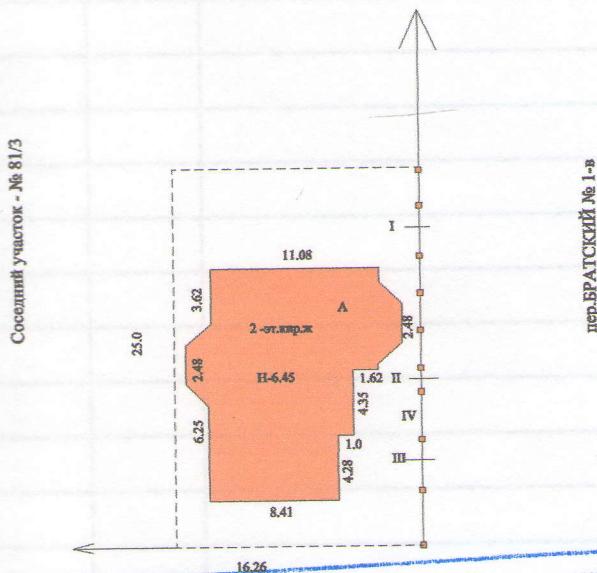 Соседний участок - № 81/3
пер.БРАТСКИЙ № 1-в
I
11.08
3.62
А
2 -эт.кир.ж
2.48
25.0
2.48
Н-6.45
1.62
II
4.35
IV
6.25
1.0
III
4.28
8.41
16.26